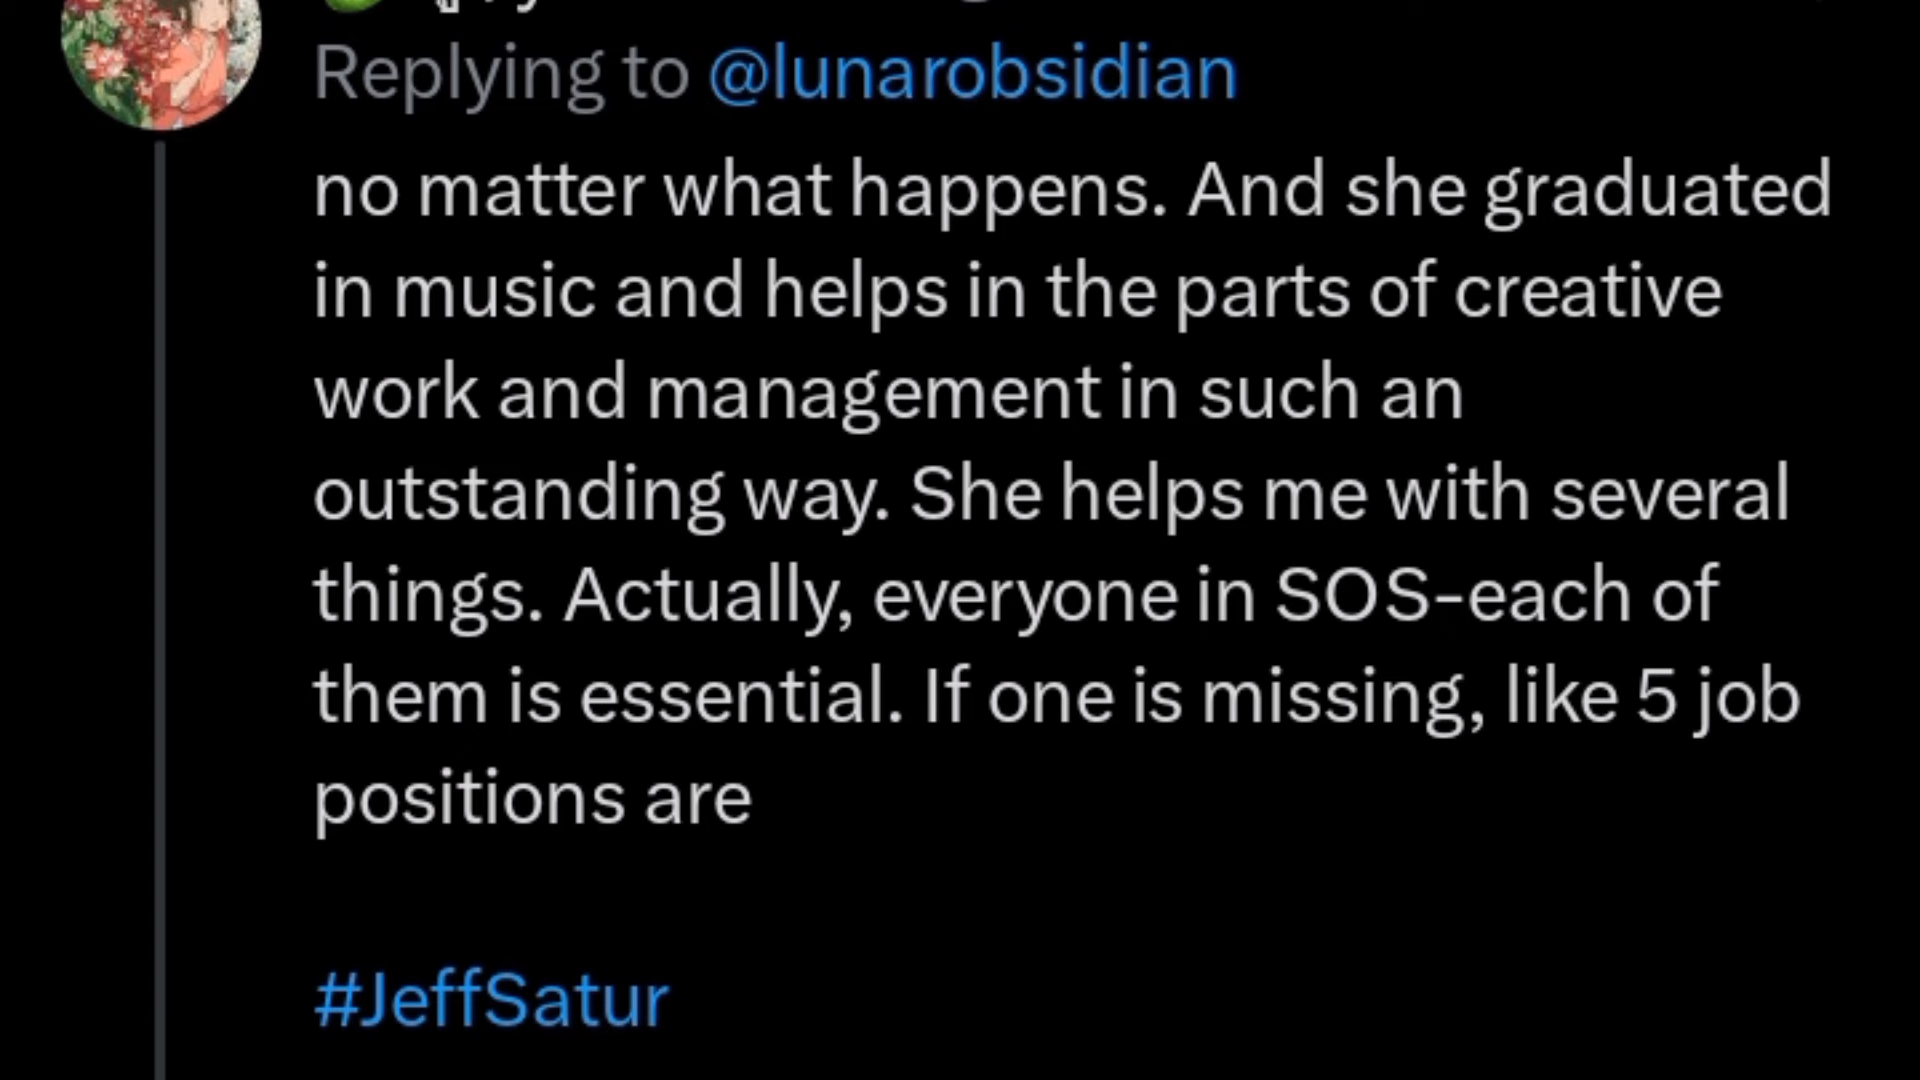 Replying to @lunarobsidian
no matter what happens. And she graduated
in music and helps in the parts of creative
work and management in such an
outstanding way. She helps me with several
things. Actually, everyone in SOS-each of
them is essential. If one is missing, like 5 job
positions are
#JeffSatur